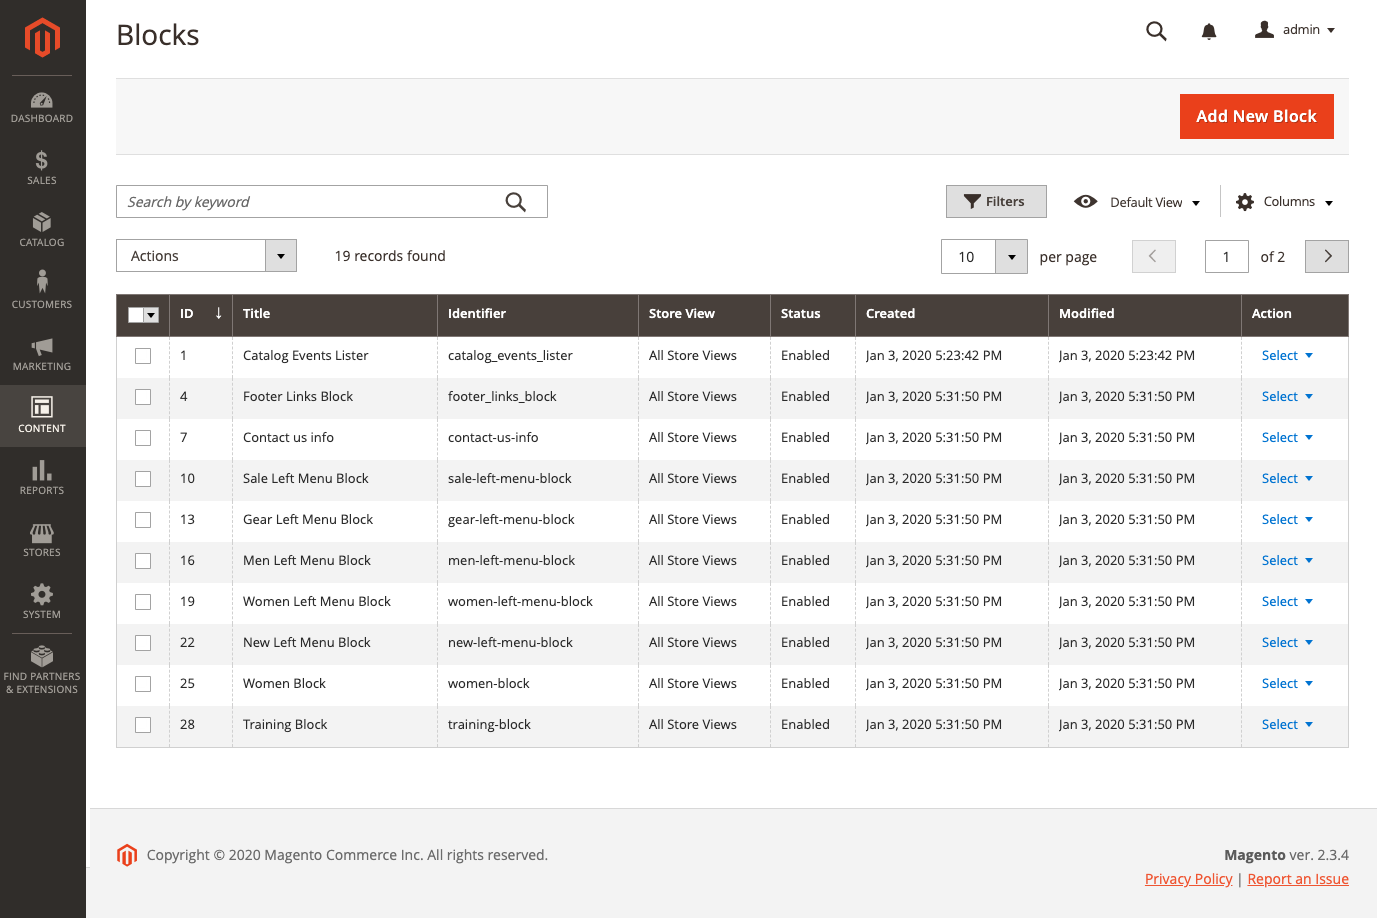 Blocks
admin
DASHBOARD
SALES
CATALOG
CUSTOMERS
MARKETING
CONTENT
REPORTS
STORES
SYSTEM
FIND PARTNERS
& EXTENSIONS
Add New Block
Search by keyword
Filters
Default View
Columns
Actions
19 records found
10 per page
1 of 2
ID ↓ Title Identifier Store View Status Created Modified Action
1 Catalog Events Lister catalog_events_lister All Store Views Enabled Jan 3, 2020 5:23:42 PM Jan 3, 2020 5:23:42 PM Select
4 Footer Links Block footer_links_block All Store Views Enabled Jan 3, 2020 5:31:50 PM Jan 3, 2020 5:31:50 PM Select
7 Contact us info contact-us-info All Store Views Enabled Jan 3, 2020 5:31:50 PM Jan 3, 2020 5:31:50 PM Select
10 Sale Left Menu Block sale-left-menu-block All Store Views Enabled Jan 3, 2020 5:31:50 PM Jan 3, 2020 5:31:50 PM Select
13 Gear Left Menu Block gear-left-menu-block All Store Views Enabled Jan 3, 2020 5:31:50 PM Jan 3, 2020 5:31:50 PM Select
16 Men Left Menu Block men-left-menu-block All Store Views Enabled Jan 3, 2020 5:31:50 PM Jan 3, 2020 5:31:50 PM Select
19 Women Left Menu Block women-left-menu-block All Store Views Enabled Jan 3, 2020 5:31:50 PM Jan 3, 2020 5:31:50 PM Select
22 New Left Menu Block new-left-menu-block All Store Views Enabled Jan 3, 2020 5:31:50 PM Jan 3, 2020 5:31:50 PM Select
25 Women Block women-block All Store Views Enabled Jan 3, 2020 5:31:50 PM Jan 3, 2020 5:31:50 PM Select
28 Training Block training-block All Store Views Enabled Jan 3, 2020 5:31:50 PM Jan 3, 2020 5:31:50 PM Select
Copyright © 2020 Magento Commerce Inc. All rights reserved.
Magento ver. 2.3.4
Privacy Policy | Report an Issue